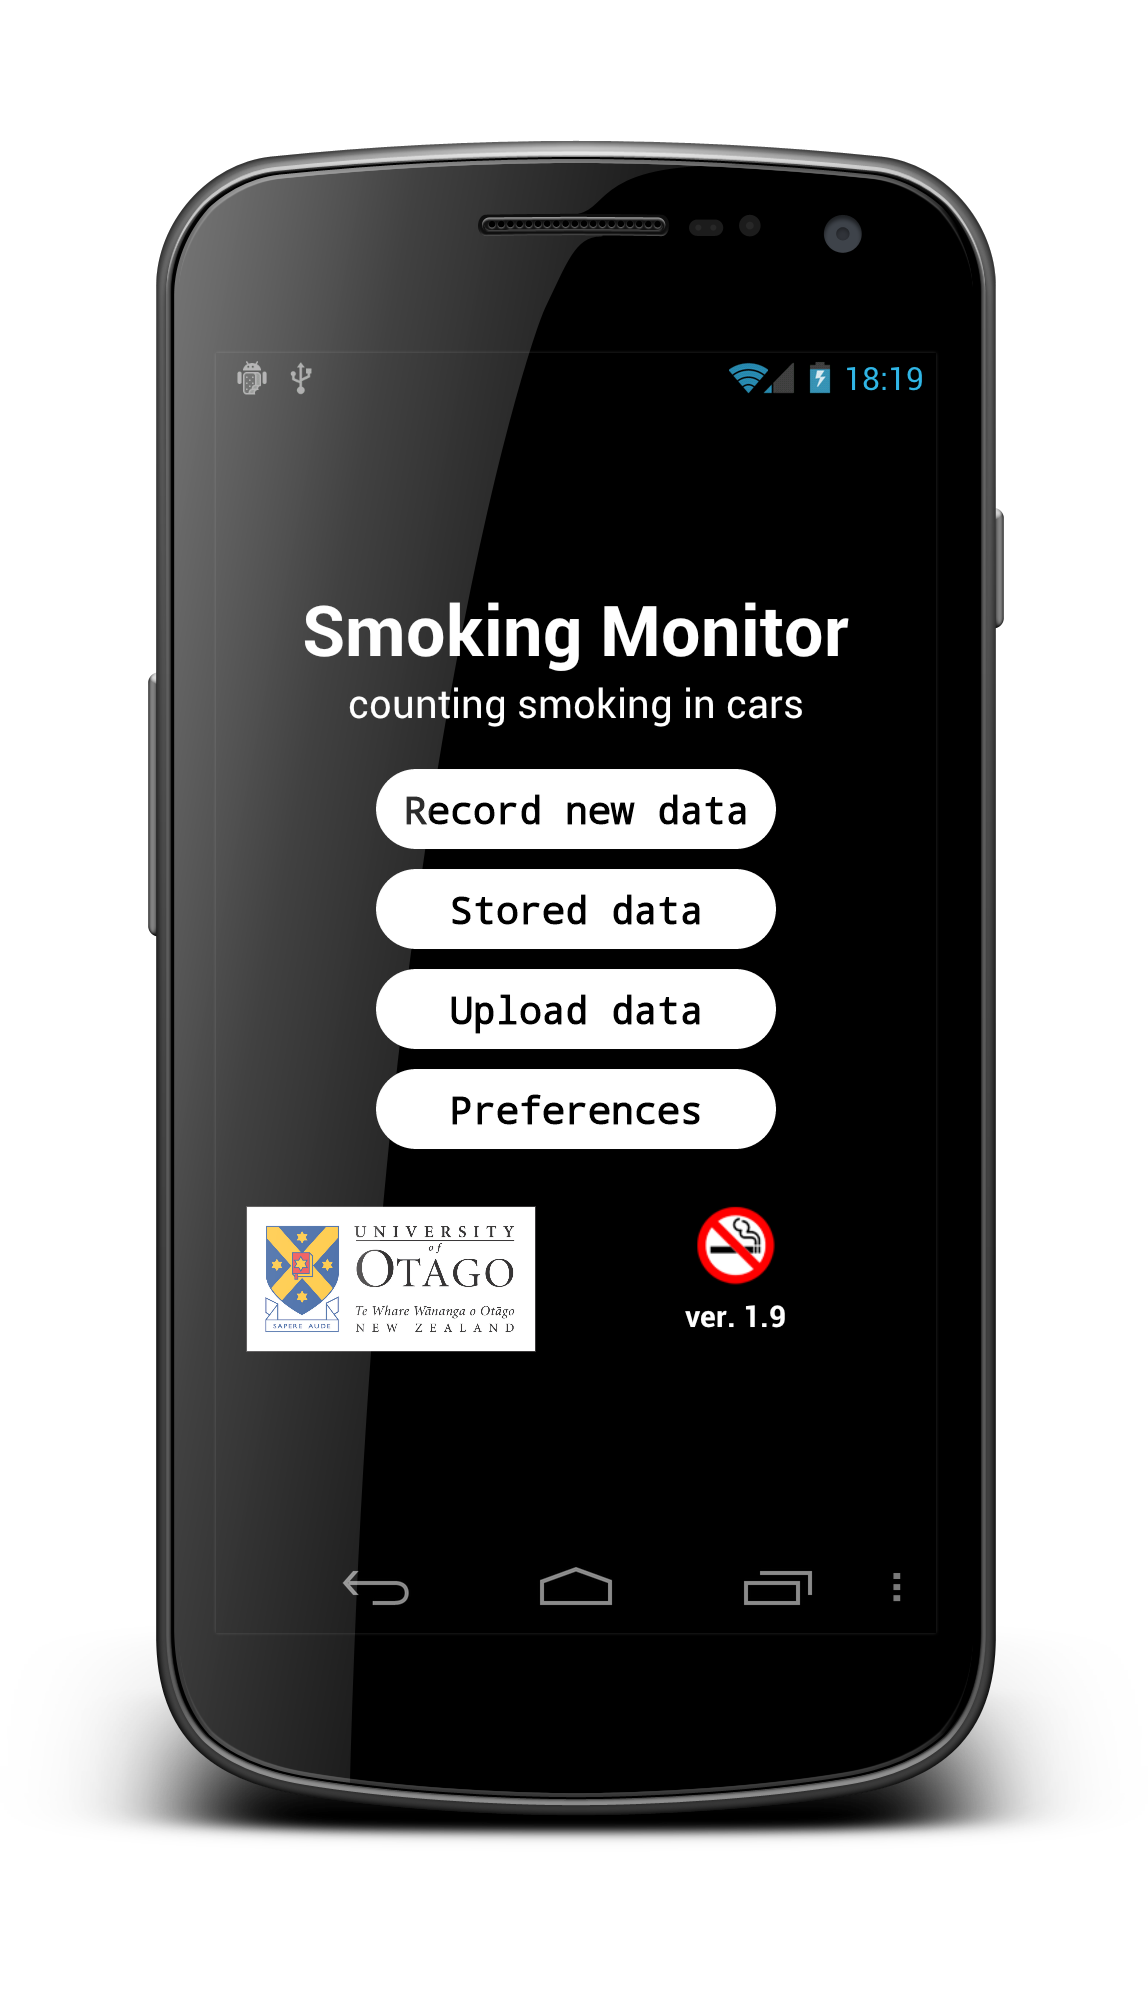 18:19
Smoking Monitor
counting smoking in cars
Record new data
Stored data
Upload data
Preferences
UNIVERSITY
of
OTAGO
Te Whare Wānanga o Otāgo
NEW ZEALAND
SAPERE AUDE
ver. 1.9